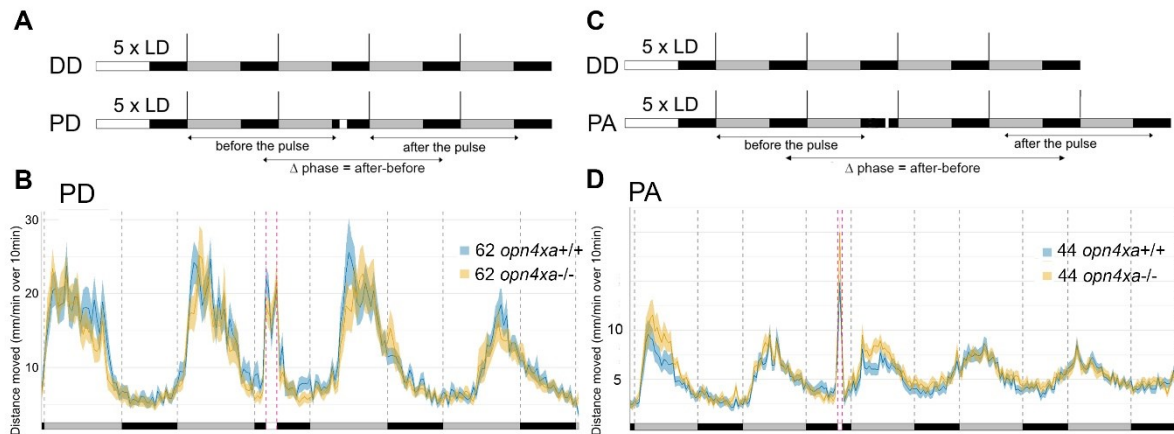 A
5 x LD
DD
5 x LD
PD
before the pulse
after the pulse
Δ phase = after-before
B
PD
Distance moved (mm/min over 10min)
30
20
10
62 opn4xa+/+
62 opn4xa-/-
C
5 x LD
DD
5 x LD
PA
before the pulse
after the pulse
Δ phase = after-before
D
PA
Distance moved (mm/min over 10min)
10
5
44 opn4xa+/+
44 opn4xa-/-